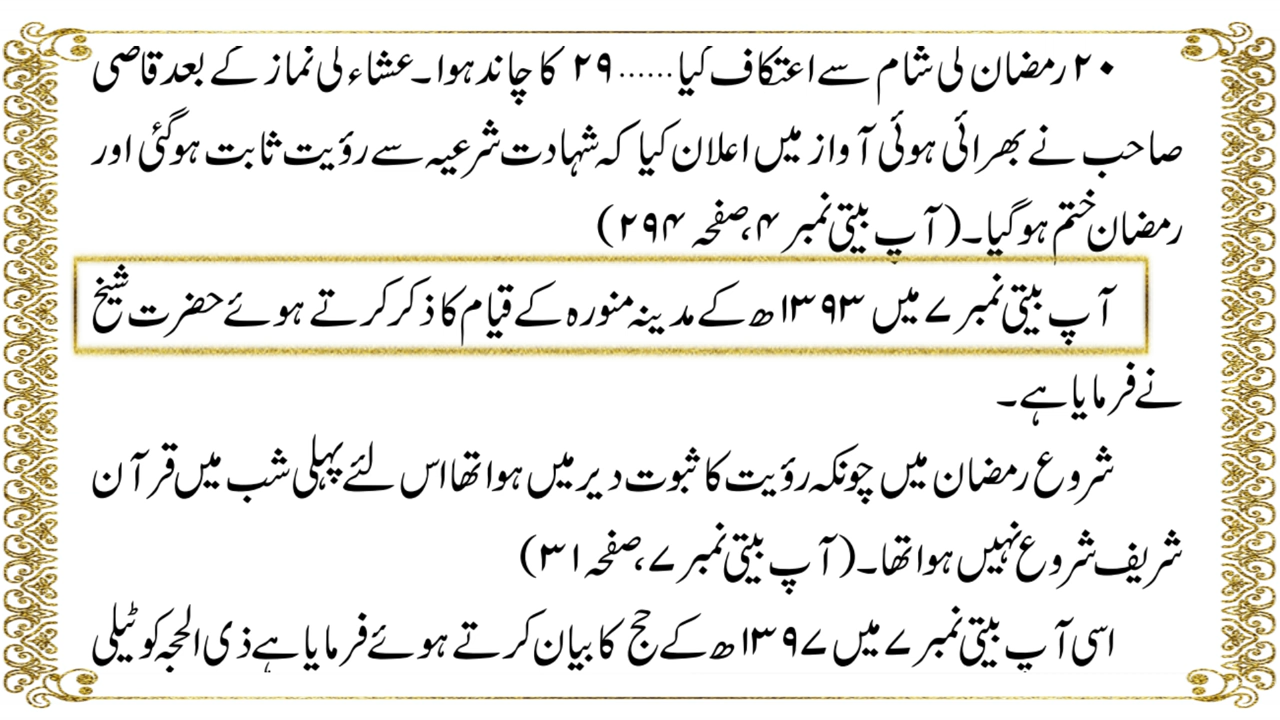 ۲۰ رمضان کی شام سے اعتکاف کیا......۲۹ کا چاند ہوا۔عشاء کی نماز کے بعد قاضی
صاحب نے بھرائی ہوئی آواز میں اعلان کیا کہ شہادت شرعیہ سے رؤیت ثابت ہوگئی اور
رمضان ختم ہوگیا۔(آپ بیتی نمبر ۴،صفحہ ۲۹۴)
آپ بیتی نمبر ۷ میں ۱۳۹۳ھ کے مدینہ منورہ کے قیام کا ذکر کرتے ہوئے حضرت شیخ
نے فرمایا ہے۔
شروع رمضان میں چونکہ رؤیت کا ثبوت دیر میں ہوا تھا اس لئے پہلی شب میں قرآن
شریف شروع نہیں ہوا تھا۔(آپ بیتی نمبر ۷،صفحہ ۳۱)
اسی آپ بیتی نمبر ۷ میں ۱۳۹۷ھ کے حج کا بیان کرتے ہوئے فرمایا ہے ذی الحجہ کو ٹیلی